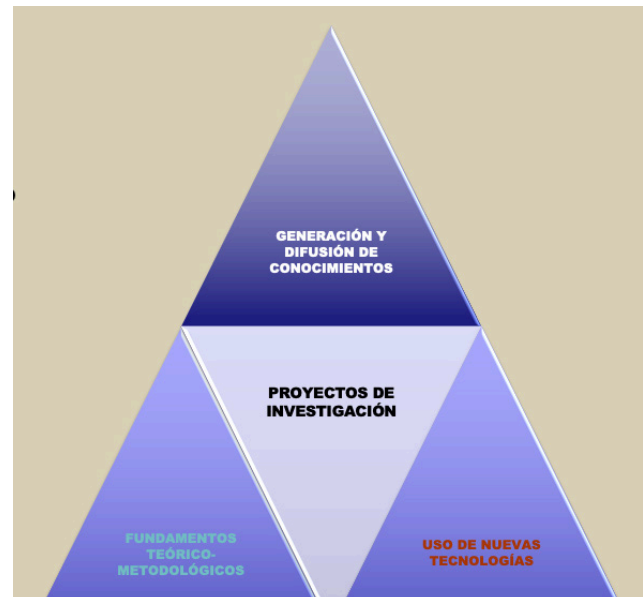 GENERACIÓN Y
DIFUSIÓN DE
CONOCIMIENTOS
PROYECTOS DE
INVESTIGACIÓN
FUNDAMENTOS
TEÓRICO-
METODOLÓGICOS
USO DE NUEVAS
TECNOLOGÍAS